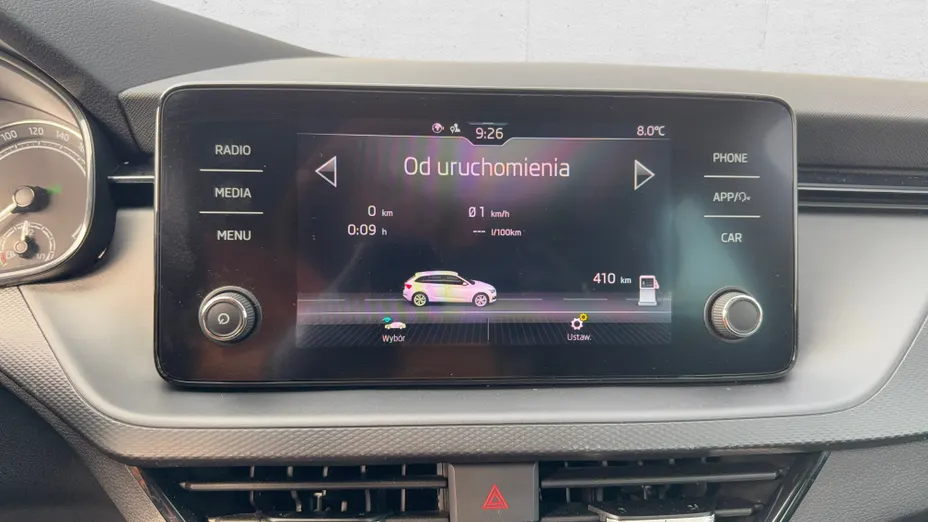 100 120 140
RADIO
MEDIA
MENU
9:26
8.0°C
Od uruchomienia
0 km
Ø 1 km/h
0:09 h
--- l/100km
410 km
Wybór
Ustaw.
PHONE
APP/
CAR